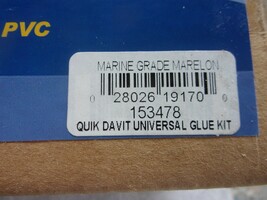 PVC
MARINE GRADE MARELON
0 28026 19170 6
153478
QUIK DAVIT UNIVERSAL GLUE KIT